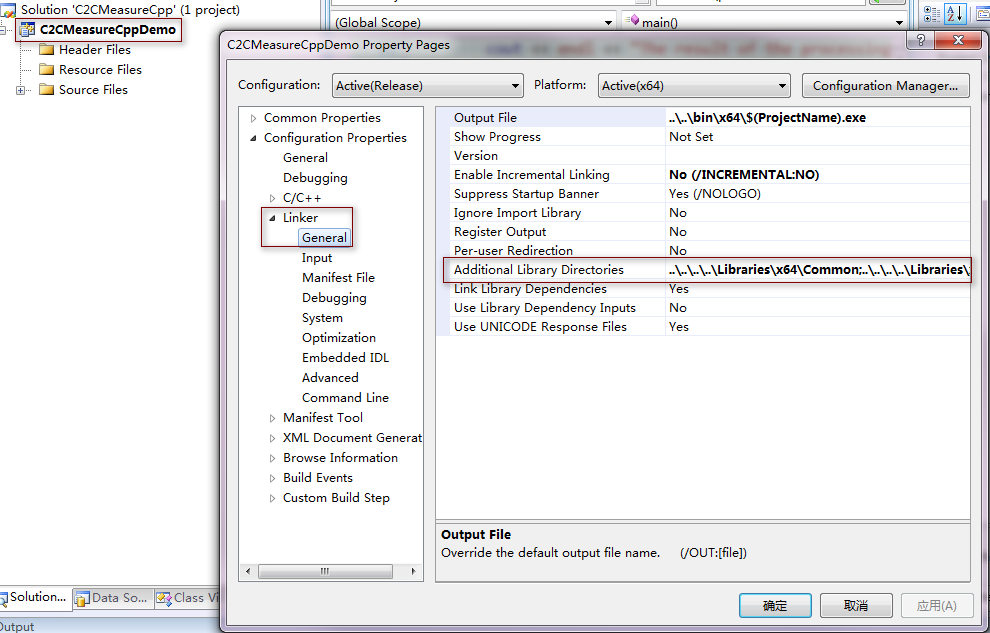 Solution 'C2CMeasureCpp' (1 project)
C2CMeasureCppDemo
Header Files
Resource Files
Source Files
(Global Scope)
main()
C2CMeasureCppDemo Property Pages
cout << endl << "The result of the processing
Configuration:
Active(Release)
Platform:
Active(x64)
Configuration Manager...
Common Properties
Configuration Properties
General
Debugging
C/C++
Linker
General
Input
Manifest File
Debugging
System
Optimization
Embedded IDL
Advanced
Command Line
Manifest Tool
XML Document Generat
Browse Information
Build Events
Custom Build Step
Output File ..\..\bin\x64\$(ProjectName).exe
Show Progress Not Set
Version
Enable Incremental Linking No (/INCREMENTAL:NO)
Suppress Startup Banner Yes (/NOLOGO)
Ignore Import Library No
Register Output No
Per-user Redirection No
Additional Library Directories ..\..\..\..\Libraries\x64\Common;..\..\..\..\Libraries\
Link Library Dependencies Yes
Use Library Dependency Inputs No
Use UNICODE Response Files Yes
Output File
Override the default output file name. (/OUT:[file])
确定
取消
应用(A)
Solution...
Data So...
Class Vi
Output